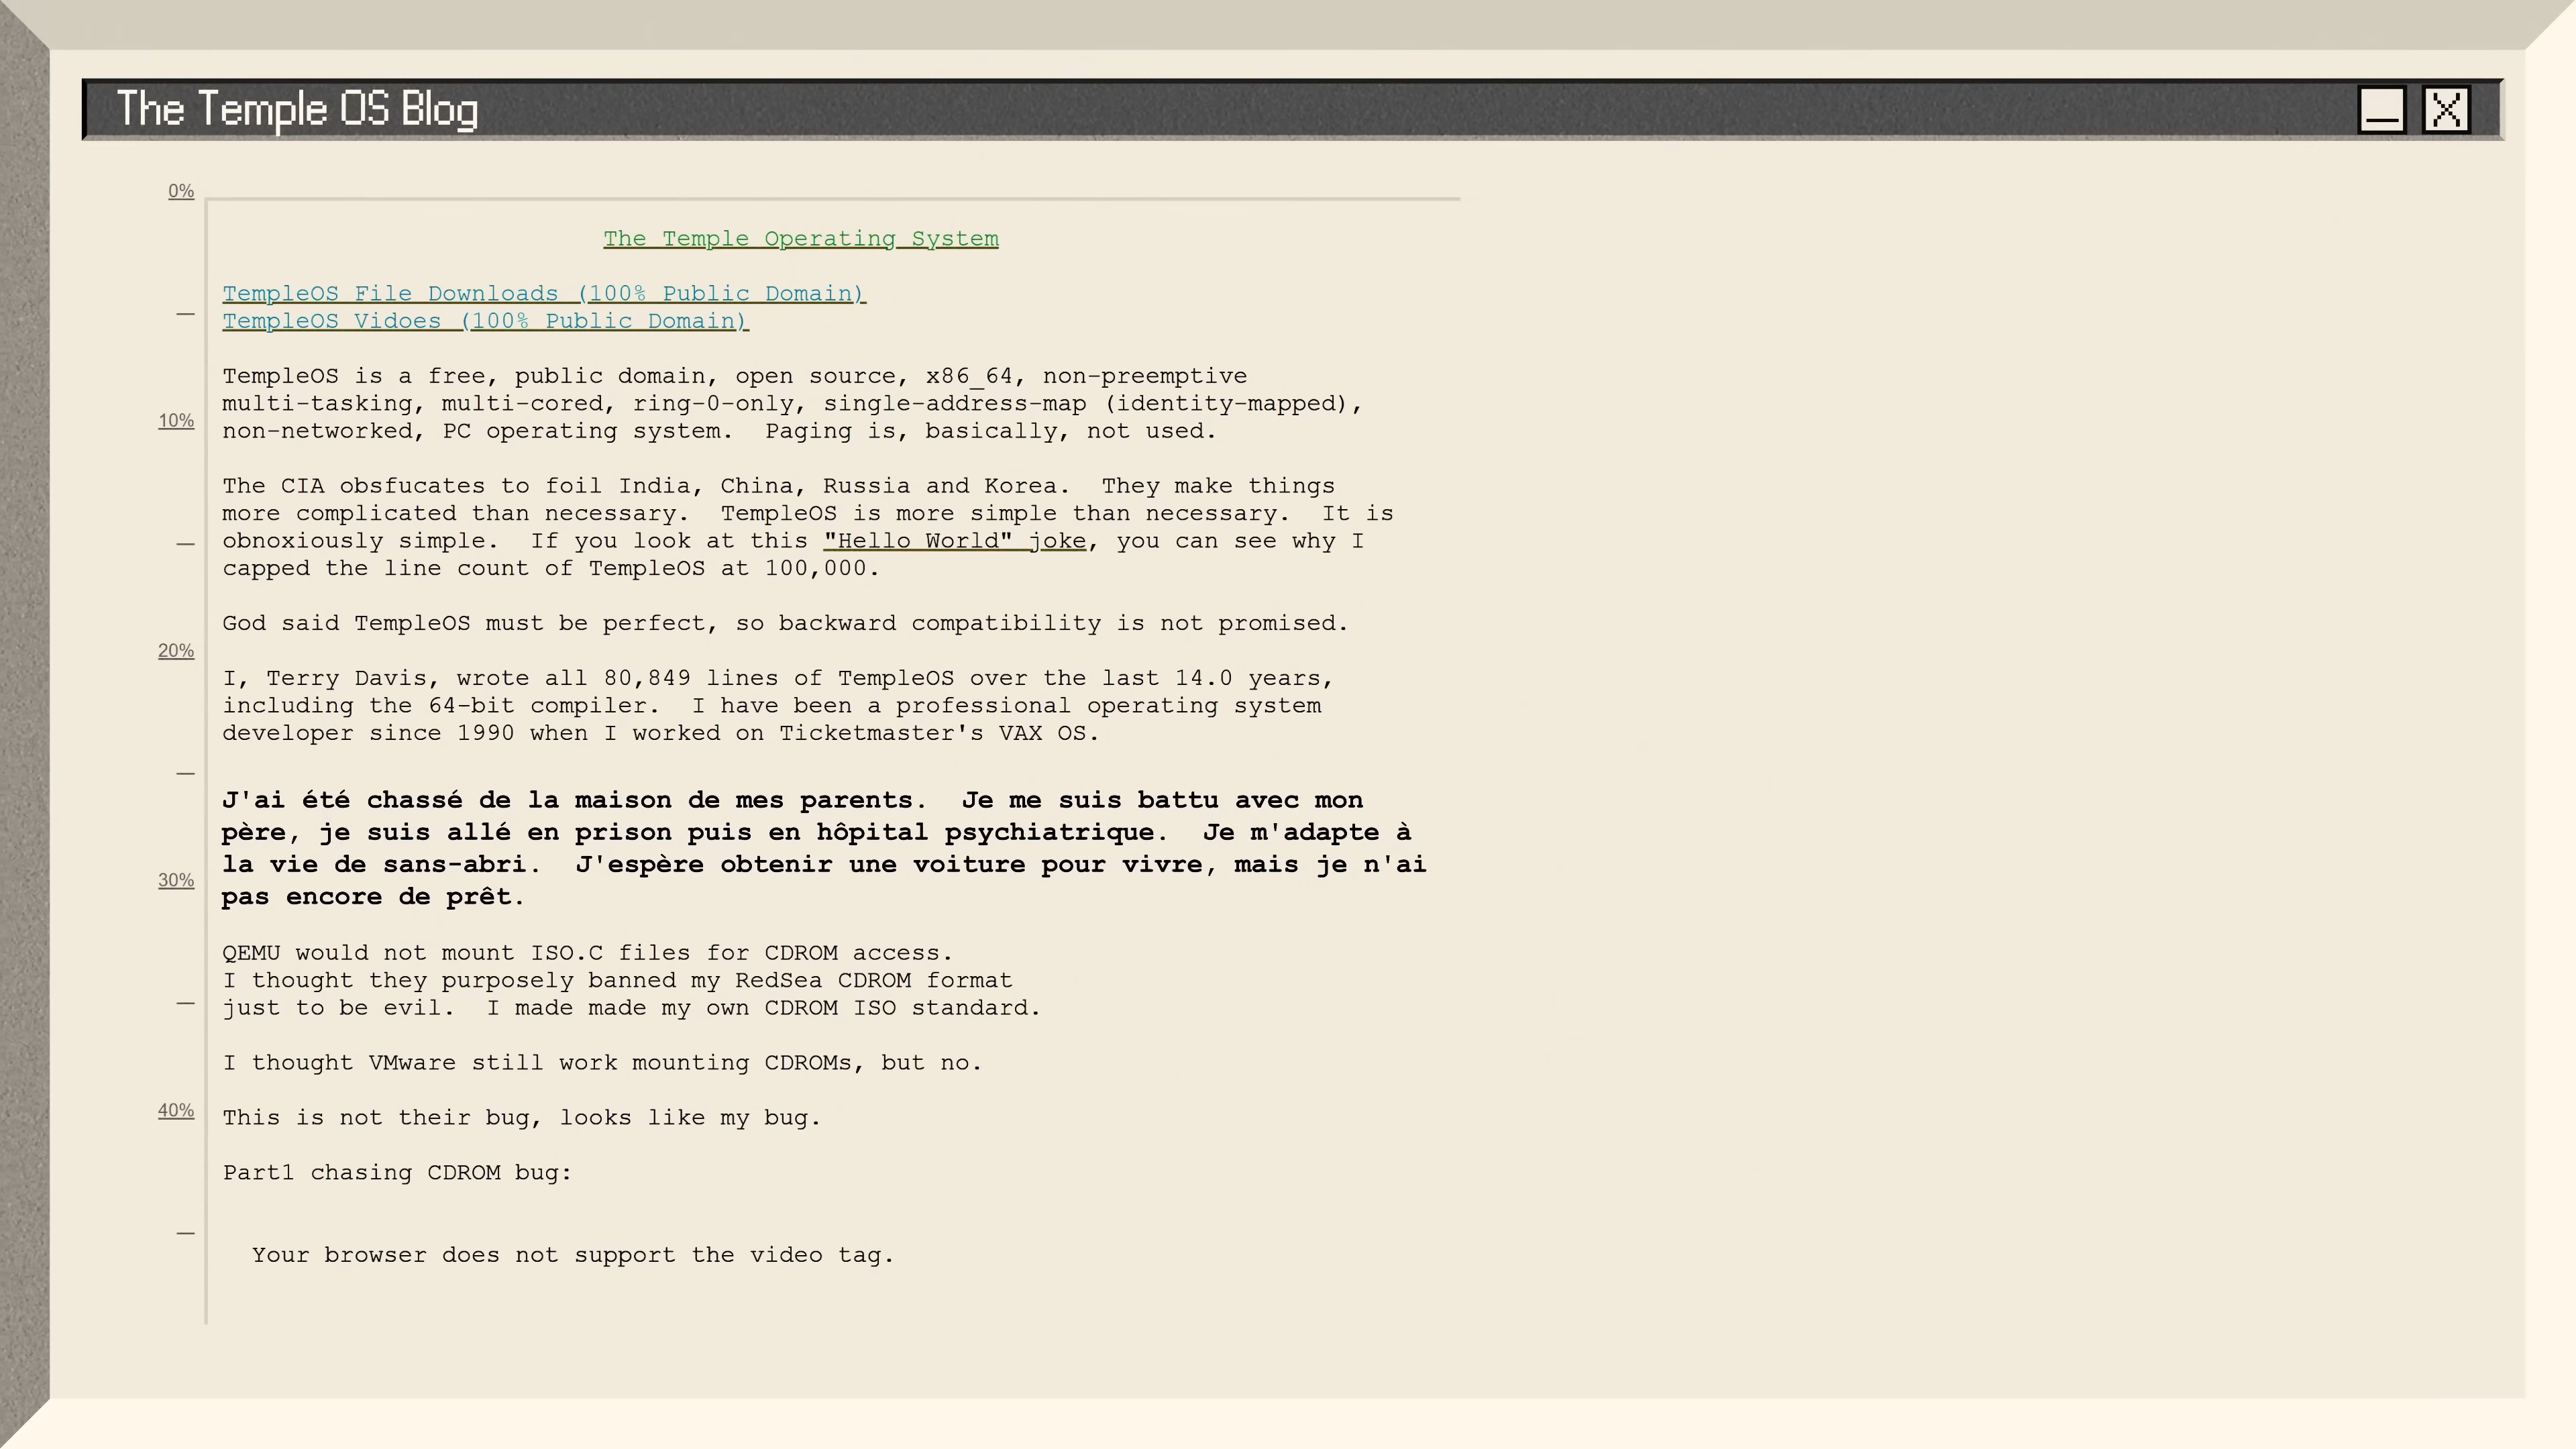 The Temple OS Blog
0%
The Temple Operating System
TempleOS File Downloads (100% Public Domain)
TempleOS Vidoes (100% Public Domain)
TempleOS is a free, public domain, open source, x86_64, non-preemptive
multi-tasking, multi-cored, ring-0-only, single-address-map (identity-mapped),
10%
non-networked, PC operating system.  Paging is, basically, not used.
The CIA obsfucates to foil India, China, Russia and Korea.  They make things
more complicated than necessary.  TempleOS is more simple than necessary.  It is
obnoxiously simple.  If you look at this "Hello World" joke, you can see why I
capped the line count of TempleOS at 100,000.
God said TempleOS must be perfect, so backward compatibility is not promised.
20%
I, Terry Davis, wrote all 80,849 lines of TempleOS over the last 14.0 years,
including the 64-bit compiler.  I have been a professional operating system
developer since 1990 when I worked on Ticketmaster's VAX OS.
J'ai été chassé de la maison de mes parents.  Je me suis battu avec mon
père, je suis allé en prison puis en hôpital psychiatrique.  Je m'adapte à
la vie de sans-abri.  J'espère obtenir une voiture pour vivre, mais je n'ai
30%
pas encore de prêt.
QEMU would not mount ISO.C files for CDROM access.
I thought they purposely banned my RedSea CDROM format
just to be evil.  I made made my own CDROM ISO standard.
I thought VMware still work mounting CDROMs, but no.
40%
This is not their bug, looks like my bug.
Part1 chasing CDROM bug:
Your browser does not support the video tag.